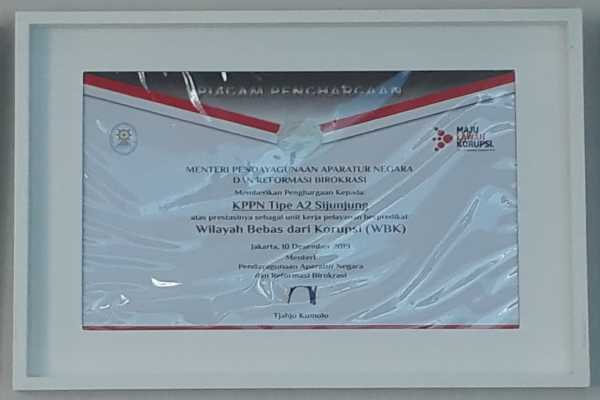 PIAGAM PENGHARGAAN
MAJU
LAWAN
KORUPSI
MENTERI PENDAYAGUNAAN APARATUR NEGARA
DAN REFORMASI BIROKRASI
Memberikan Penghargaan Kepada:
KPPN Tipe A2 Sijunjung
atas prestasinya sebagai unit kerja pelayanan berpredikat:
Wilayah Bebas dari Korupsi (WBK)
Jakarta, 10 Desember 2019
Menteri
Pendayagunaan Aparatur Negara
dan Reformasi Birokrasi
Tjahjo Kumolo